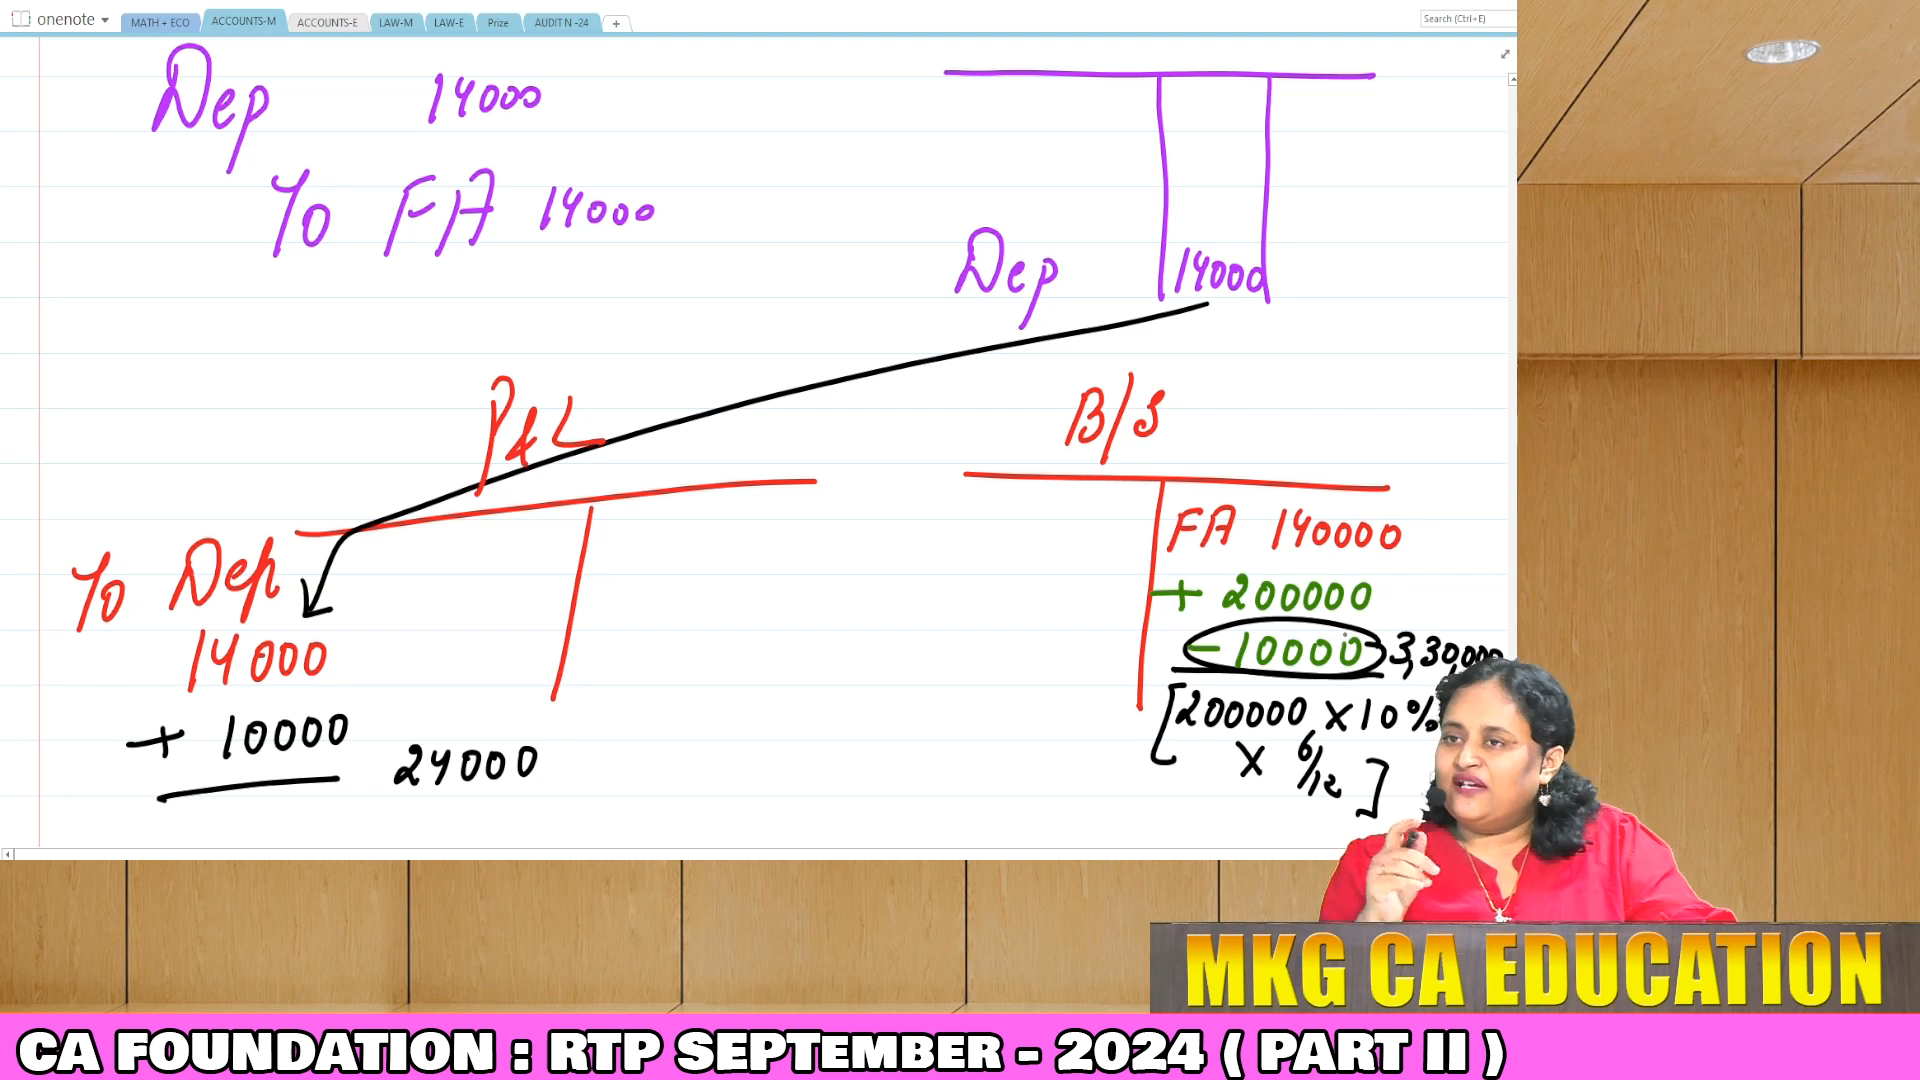 onenote MATH + ECO ACCOUNTS-M ACCOUNTS-E LAW-M LAW-E Prize AUDIT N -24 + Search (Ctrl+E)
Dep 14000
To FA 14000
Dep 14000
P&L
B/S
To Dep
14000
+ 10000 24000
FA 140000
+ 200000
- 10000 3,30,000
[200000 X 10%
X 6/12]
MKG CA EDUCATION
CA FOUNDATION : RTP SEPTEMBER - 2024 ( PART II )